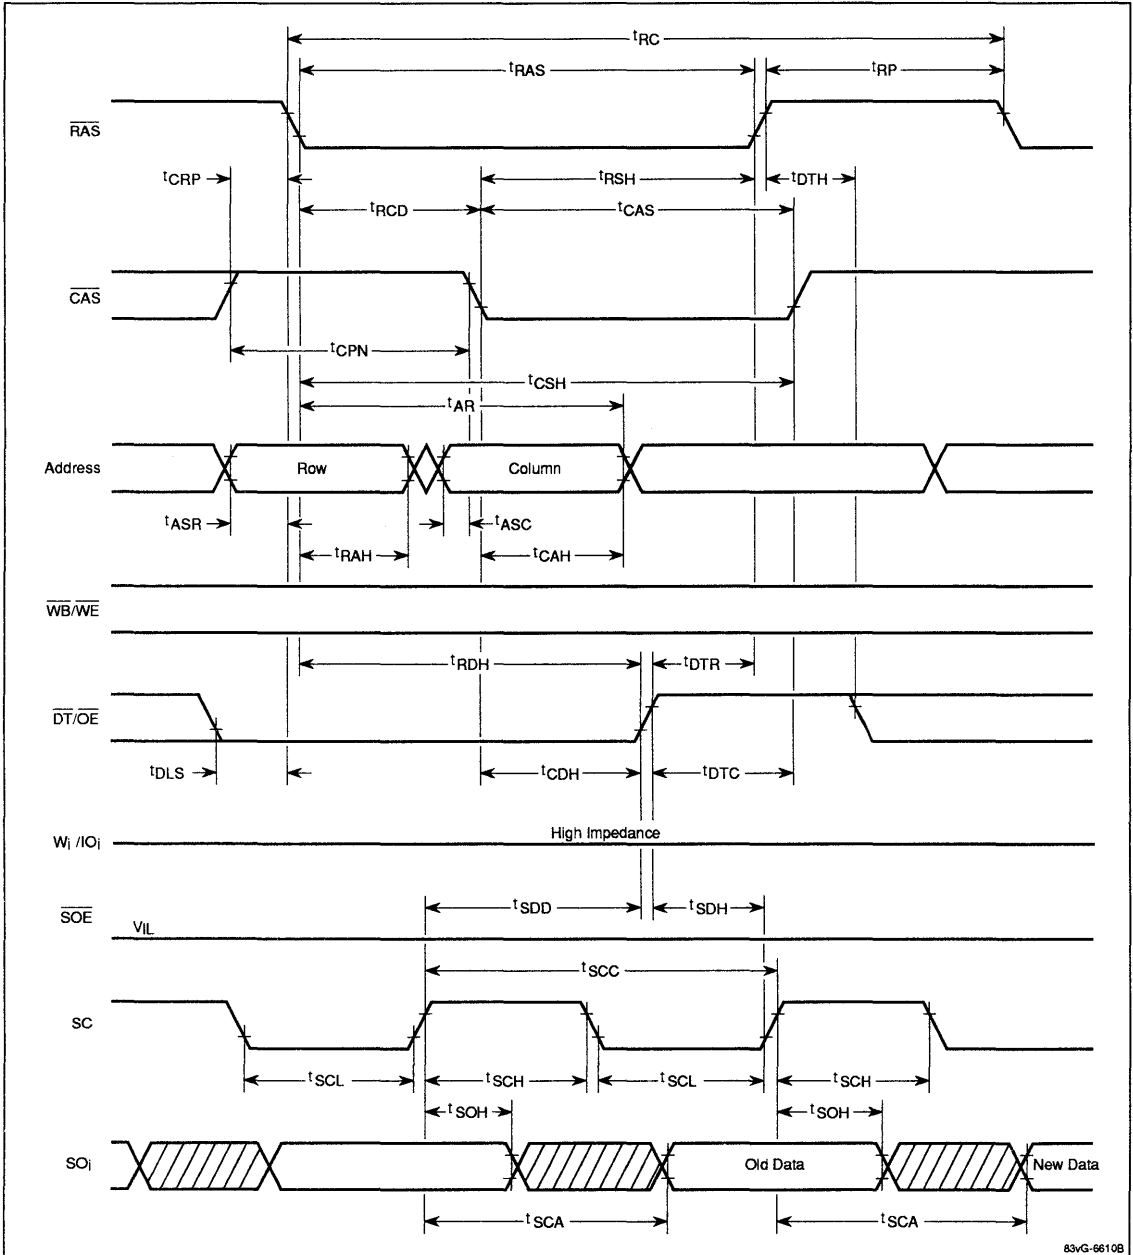 tRC
tRAS
tRP
RAS
tCRP
tRSH
tDTH
tRCD
tCAS
CAS
tCPN
tCSH
tAR
Address
Row
Column
tASR
tASC
tRAH
tCAH
WB/WE
tRDH
tDTR
DT/OE
tDLS
tCDH
tDTC
Wi /IOi
High Impedance
tSDD
tSDH
SOE
VIL
tSCC
SC
tSCL
tSCH
tSCL
tSCH
tSOH
tSOH
SOi
Old Data
New Data
tSCA
tSCA
83vG-6610B